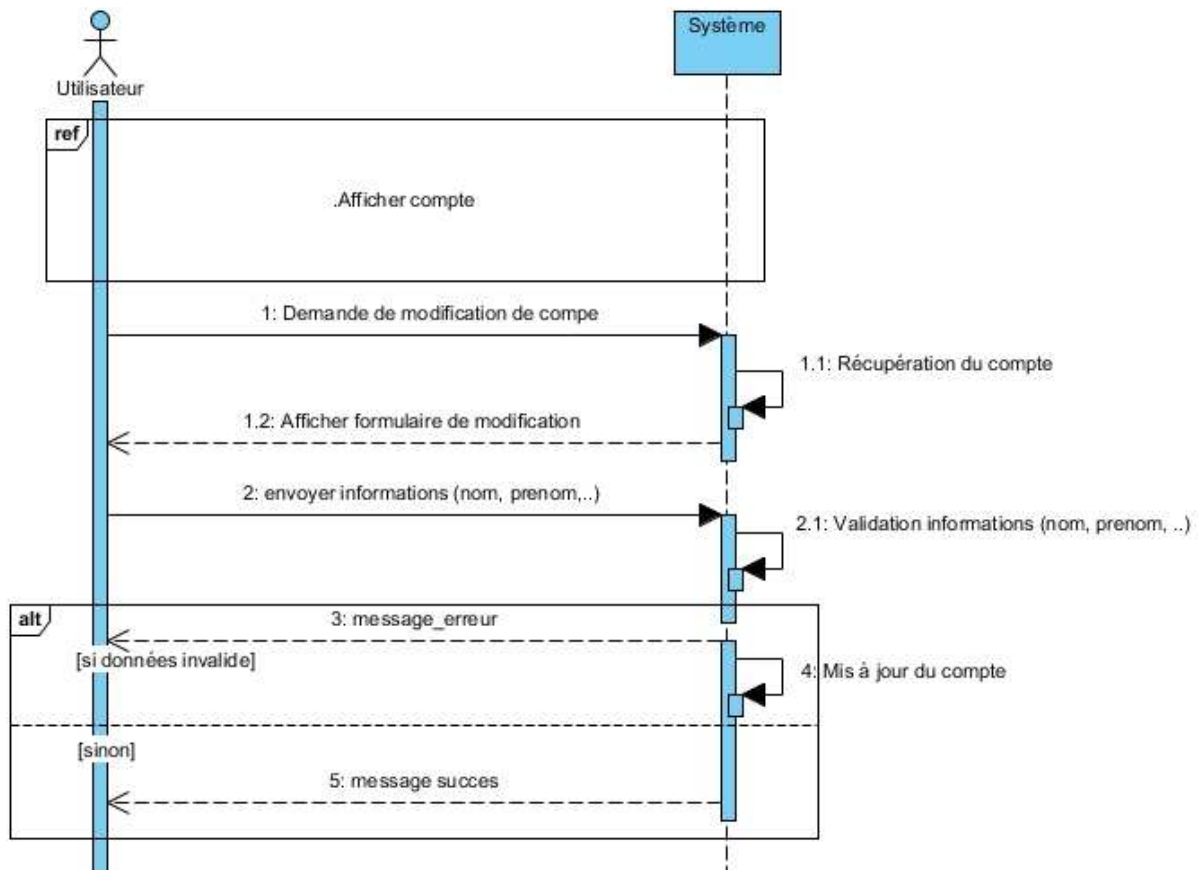 Système
Utilisateur
ref
.Afficher compte
1: Demande de modification de compe
1.1: Récupération du compte
1.2: Afficher formulaire de modification
2: envoyer informations (nom, prenom,..)
2.1: Validation informations (nom, prenom, ..)
alt
3: message_erreur
[si données invalide]
4: Mis à jour du compte
[sinon]
5: message succes